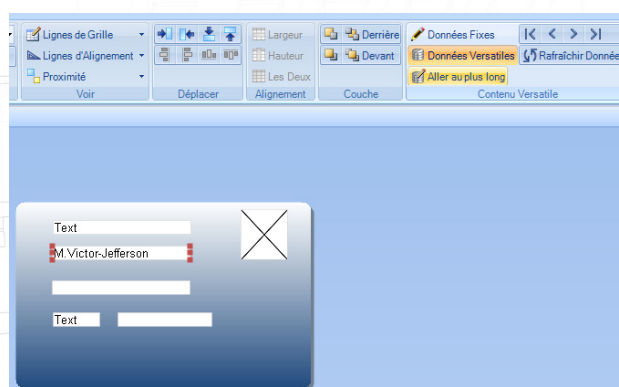 Lignes de Grille
Largeur
Derrière
Données Fixes
Lignes d'Alignement
Hauteur
Devant
Données Versatiles
Rafraîchir Donnée
Proximité
Les Deux
Aller au plus long
Voir
Déplacer
Alignement
Couche
Contenu Versatile
Text
M.Victor-Jefferson
Text